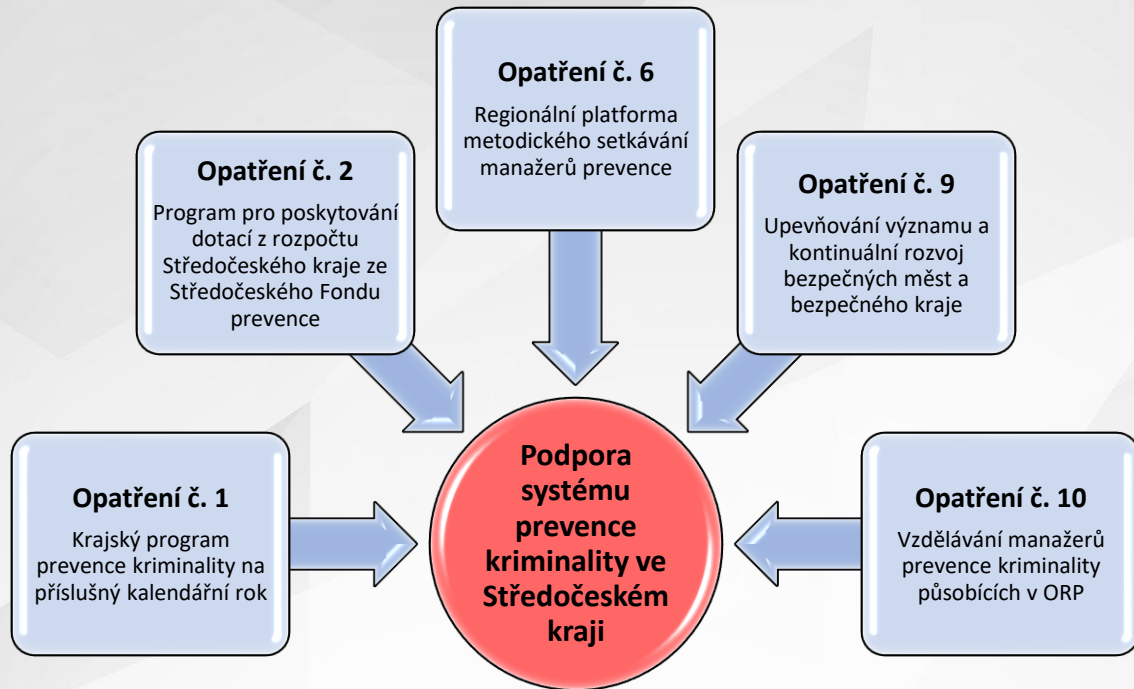 Opatření č. 6
Regionální platforma
metodického setkávání
manažerů prevence
Opatření č. 2
Program pro poskytování
dotací z rozpočtu
Středočeského kraje ze
Středočeského Fondu
prevence
Opatření č. 9
Upevňování významu a
kontinuální rozvoj
bezpečných měst a
bezpečného kraje
Opatření č. 1
Krajský program
prevence kriminality na
příslušný kalendářní rok
Podpora
systému
prevence
kriminality ve
Středočeském
kraji
Opatření č. 10
Vzdělávání manažerů
prevence kriminality
působících v ORP